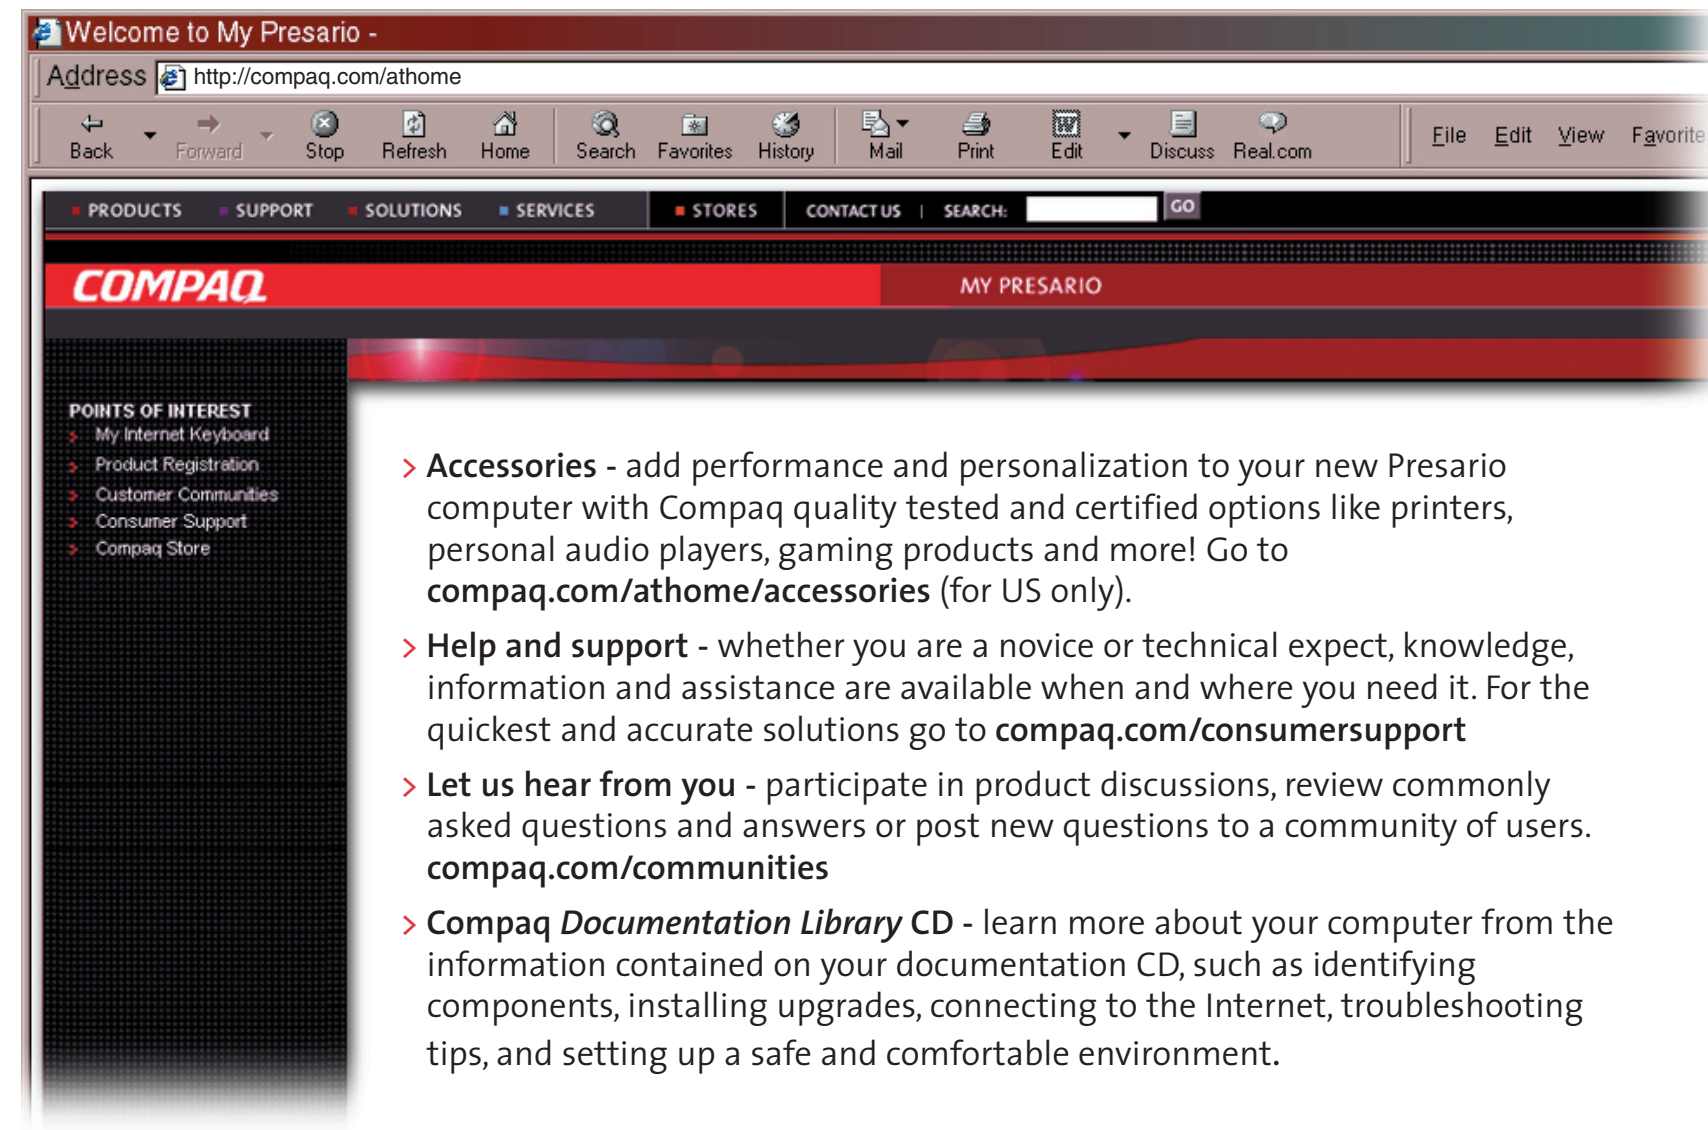 Welcome to My Presario -
Address http://compaq.com/athome
Back Forward Stop Refresh Home Search Favorites History Mail Print Edit Discuss Real.com File Edit View Favorite
PRODUCTS SUPPORT SOLUTIONS SERVICES STORES CONTACT US | SEARCH: GO
COMPAQ MY PRESARIO
POINTS OF INTEREST
> My Internet Keyboard
> Product Registration
> Customer Communities
> Consumer Support
> Compaq Store
> Accessories - add performance and personalization to your new Presario
computer with Compaq quality tested and certified options like printers,
personal audio players, gaming products and more! Go to
compaq.com/athome/accessories (for US only).
> Help and support - whether you are a novice or technical expect, knowledge,
information and assistance are available when and where you need it. For the
quickest and accurate solutions go to compaq.com/consumersupport
> Let us hear from you - participate in product discussions, review commonly
asked questions and answers or post new questions to a community of users.
compaq.com/communities
> Compaq Documentation Library CD - learn more about your computer from the
information contained on your documentation CD, such as identifying
components, installing upgrades, connecting to the Internet, troubleshooting
tips, and setting up a safe and comfortable environment.